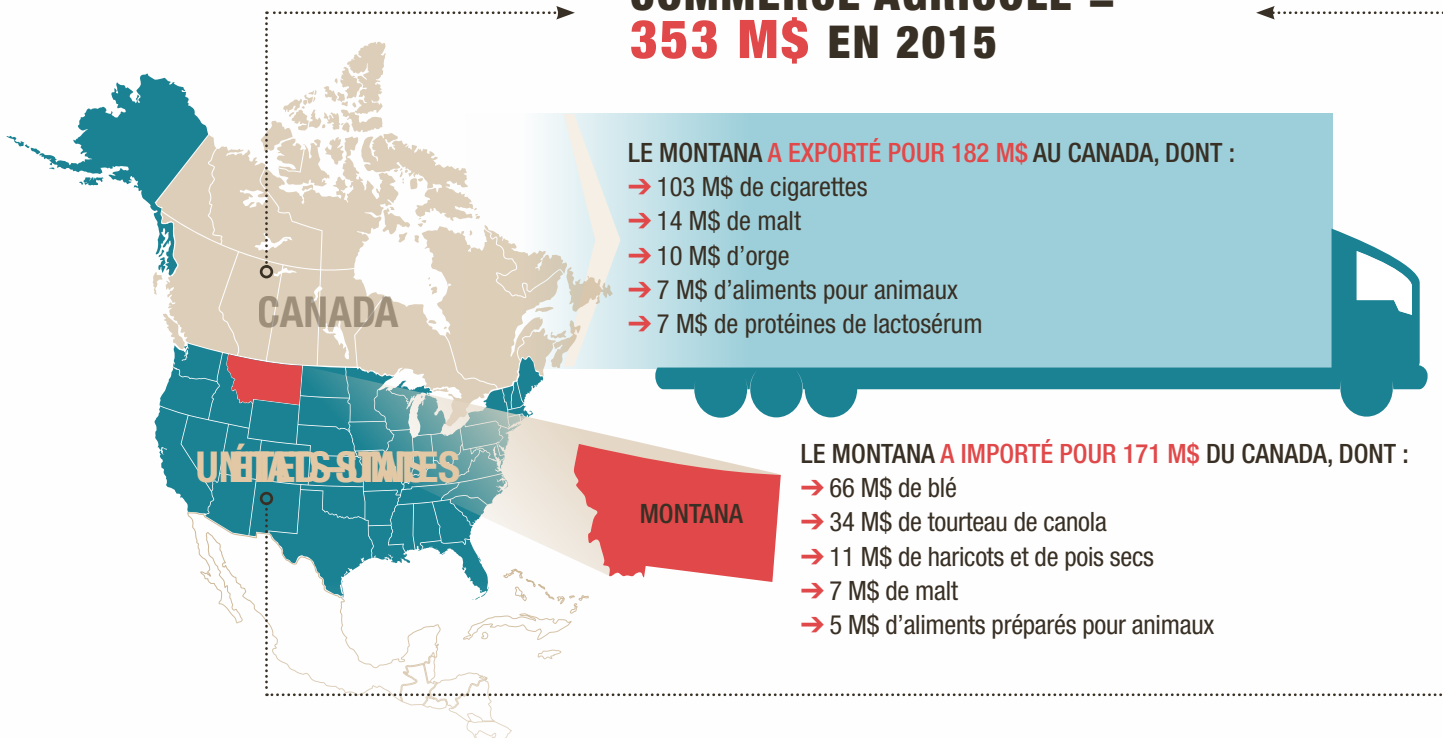 COMMERCE AGRICOLE =
353 M$ EN 2015
LE MONTANA A EXPORTÉ POUR 182 M$ AU CANADA, DONT :
➔ 103 M$ de cigarettes
➔ 14 M$ de malt
➔ 10 M$ d’orge
➔ 7 M$ d’aliments pour animaux
➔ 7 M$ de protéines de lactosérum
CANADA
LE MONTANA A IMPORTÉ POUR 171 M$ DU CANADA, DONT :
➔ 66 M$ de blé
➔ 34 M$ de tourteau de canola
➔ 11 M$ de haricots et de pois secs
➔ 7 M$ de malt
➔ 5 M$ d’aliments préparés pour animaux
MONTANA